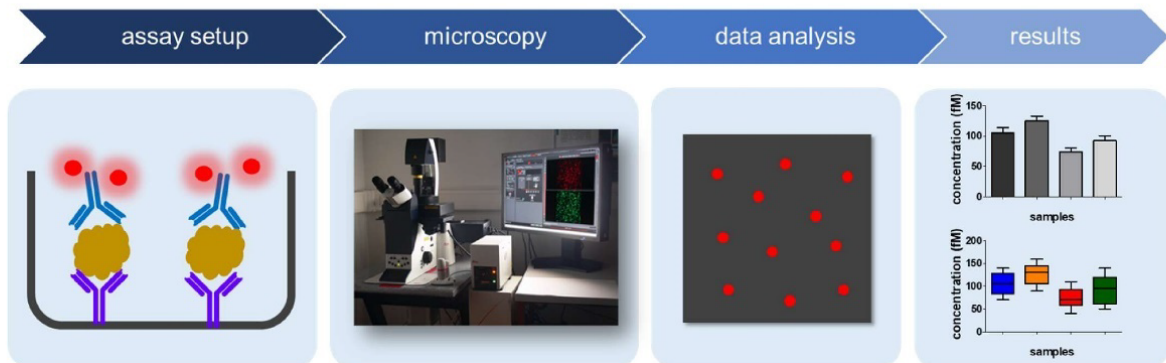 assay setup
microscopy
data analysis
results
concentration (fM)
150
100
50
0
samples
concentration (fM)
200
150
100
50
0
samples